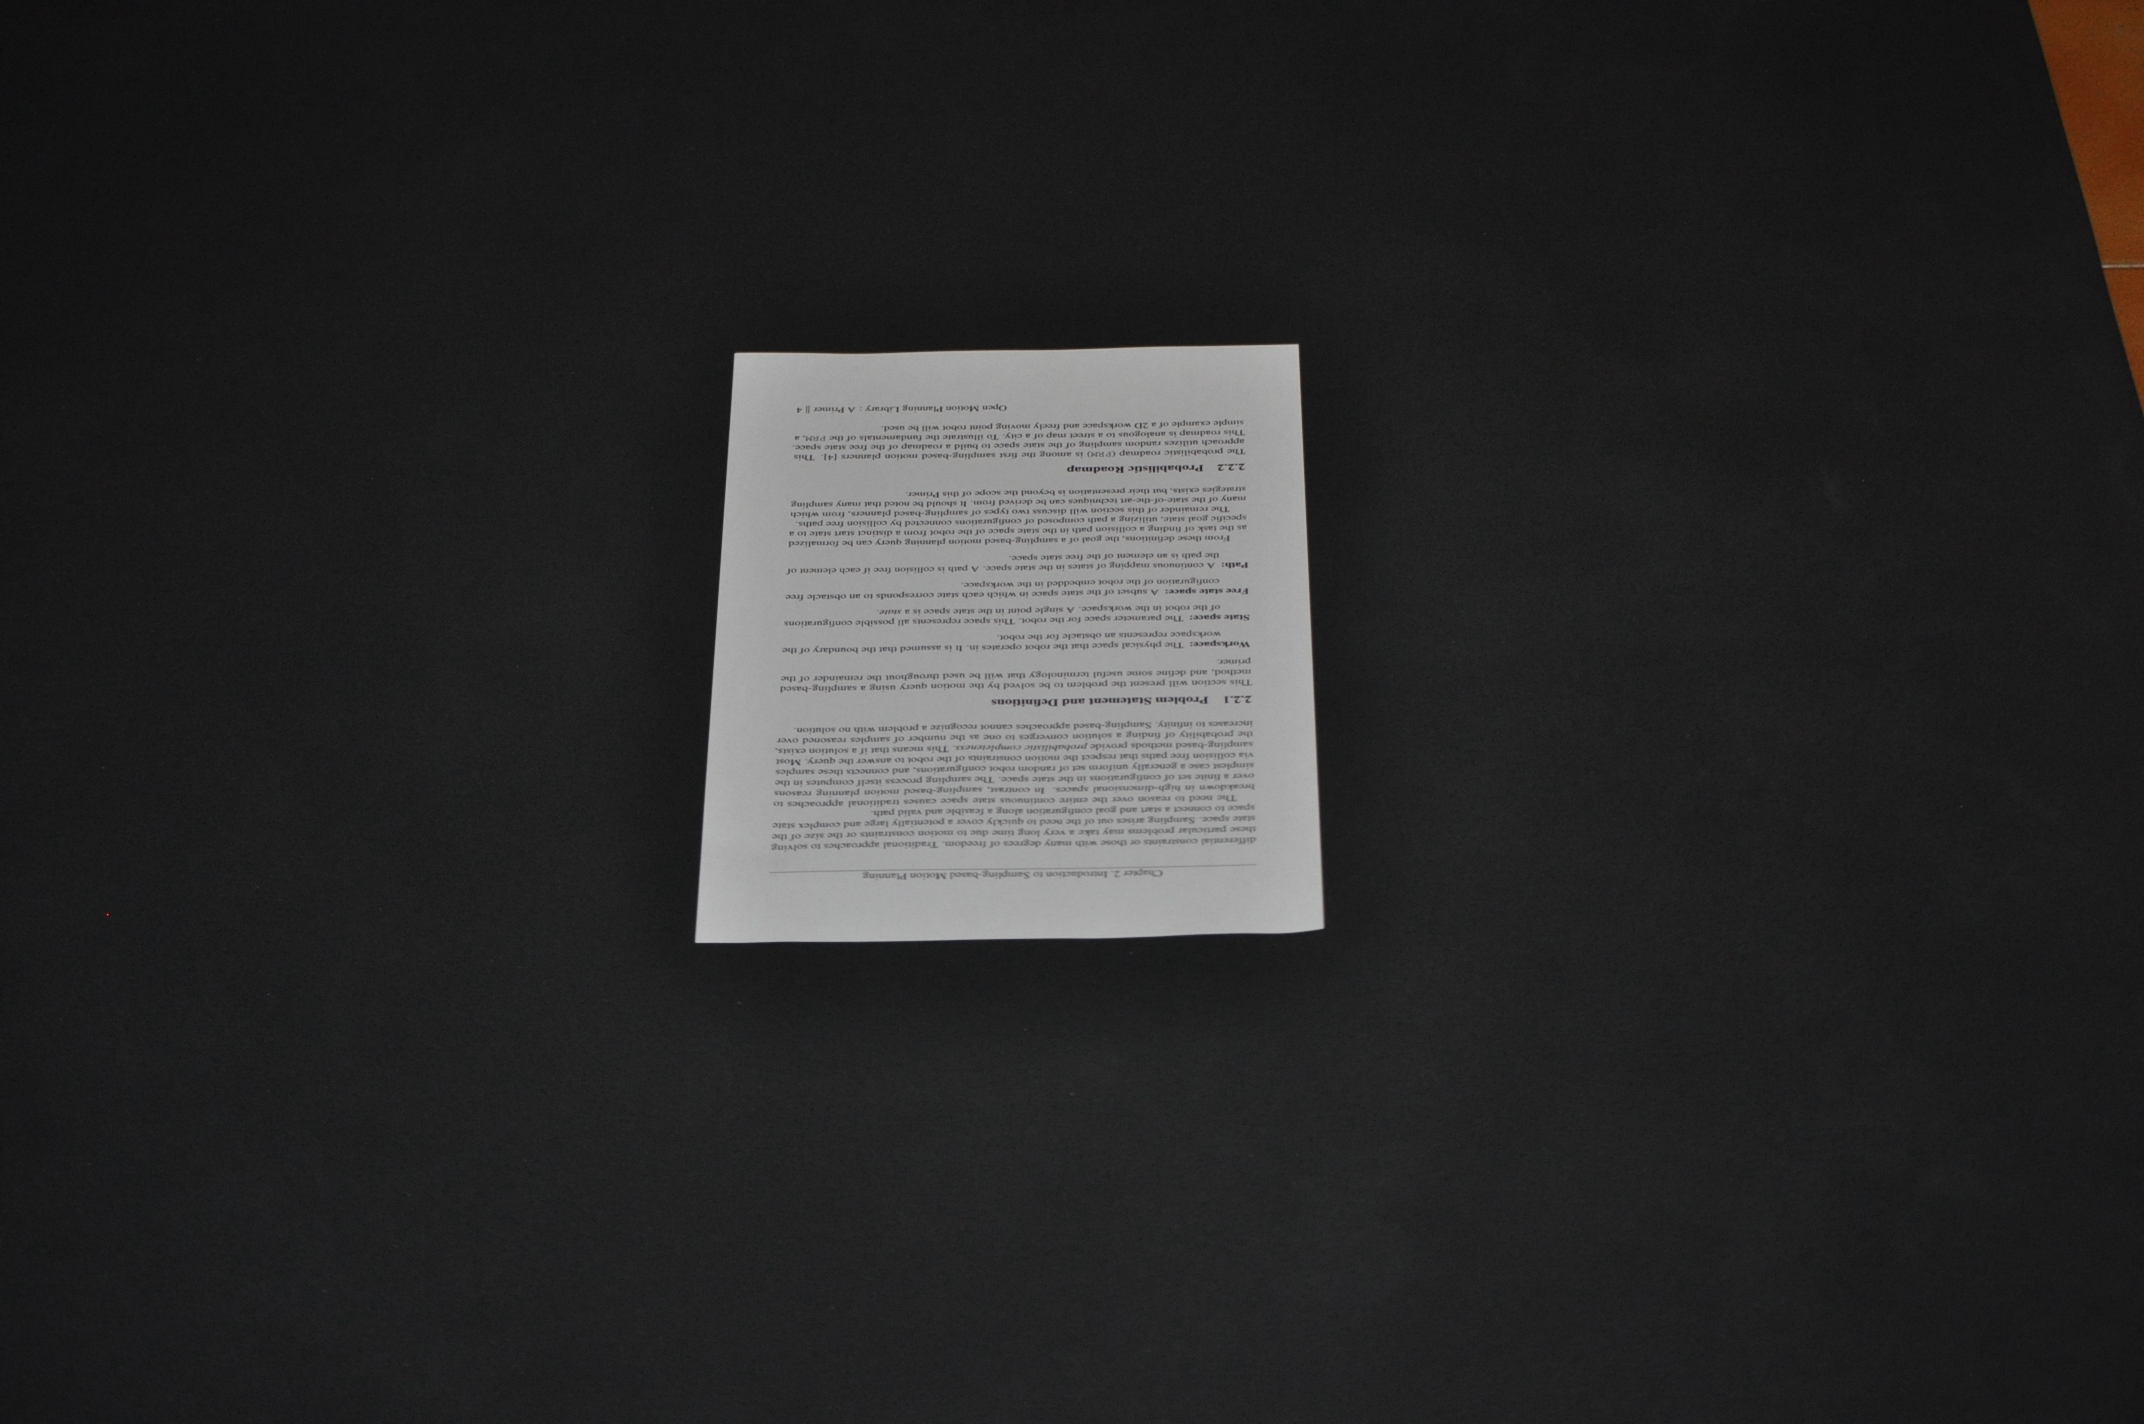 Chapter 2. Introduction to Sampling-based Motion Planning
differential constraints or those with many degrees of freedom. Traditional approaches to solving
these particular problems may take a very long time due to motion constraints or the size of the
state space. Sampling arises out of the need to quickly cover a potentially large and complex state
space to connect a start and goal configuration along a feasible and valid path.
The need to reason over the entire continuous state space causes traditional approaches to
breakdown in high-dimensional spaces. In contrast, sampling-based motion planning reasons
over a finite set of configurations in the state space. The sampling process itself computes in the
simplest case a generally uniform set of random robot configurations, and connects these samples
via collision free paths that respect the motion constraints of the robot to answer the query. Most
sampling-based methods provide probabilistic completeness. This means that if a solution exists,
the probability of finding a solution converges to one as the number of samples reasoned over
increases to infinity. Sampling-based approaches cannot recognize a problem with no solution.
2.2.1 Problem Statement and Definitions
This section will present the problem to be solved by the motion query using a sampling-based
method, and define some useful terminology that will be used throughout the remainder of the
primer.
Workspace: The physical space that the robot operates in. It is assumed that the boundary of the
workspace represents an obstacle for the robot.
State space: The parameter space for the robot. This space represents all possible configurations
of the robot in the workspace. A single point in the state space is a state.
Free state space: A subset of the state space in which each state corresponds to an obstacle free
configuration of the robot embedded in the workspace.
Path: A continuous mapping of states in the state space. A path is collision free if each element of
the path is an element of the free state space.
From these definitions, the goal of a sampling-based motion planning query can be formalized
as the task of finding a collision path in the state space of the robot from a distinct start state to a
specific goal state, utilizing a path composed of configurations connected by collision free paths.
The remainder of this section will discuss two types of sampling-based planners, from which
many of the state-of-the-art techniques can be derived from. It should be noted that many sampling
strategies exists, but their presentation is beyond the scope of this Primer.
2.2.2 Probabilistic Roadmap
The probabilistic roadmap (PRM) is among the first sampling-based motion planners [4]. This
approach utilizes random sampling of the state space to build a roadmap of the free state space.
This roadmap is analogous to a street map of a city. To illustrate the fundamentals of the PRM, a
simple example of a 2D workspace and freely moving point robot will be used.
Open Motion Planning Library : A Primer || 4